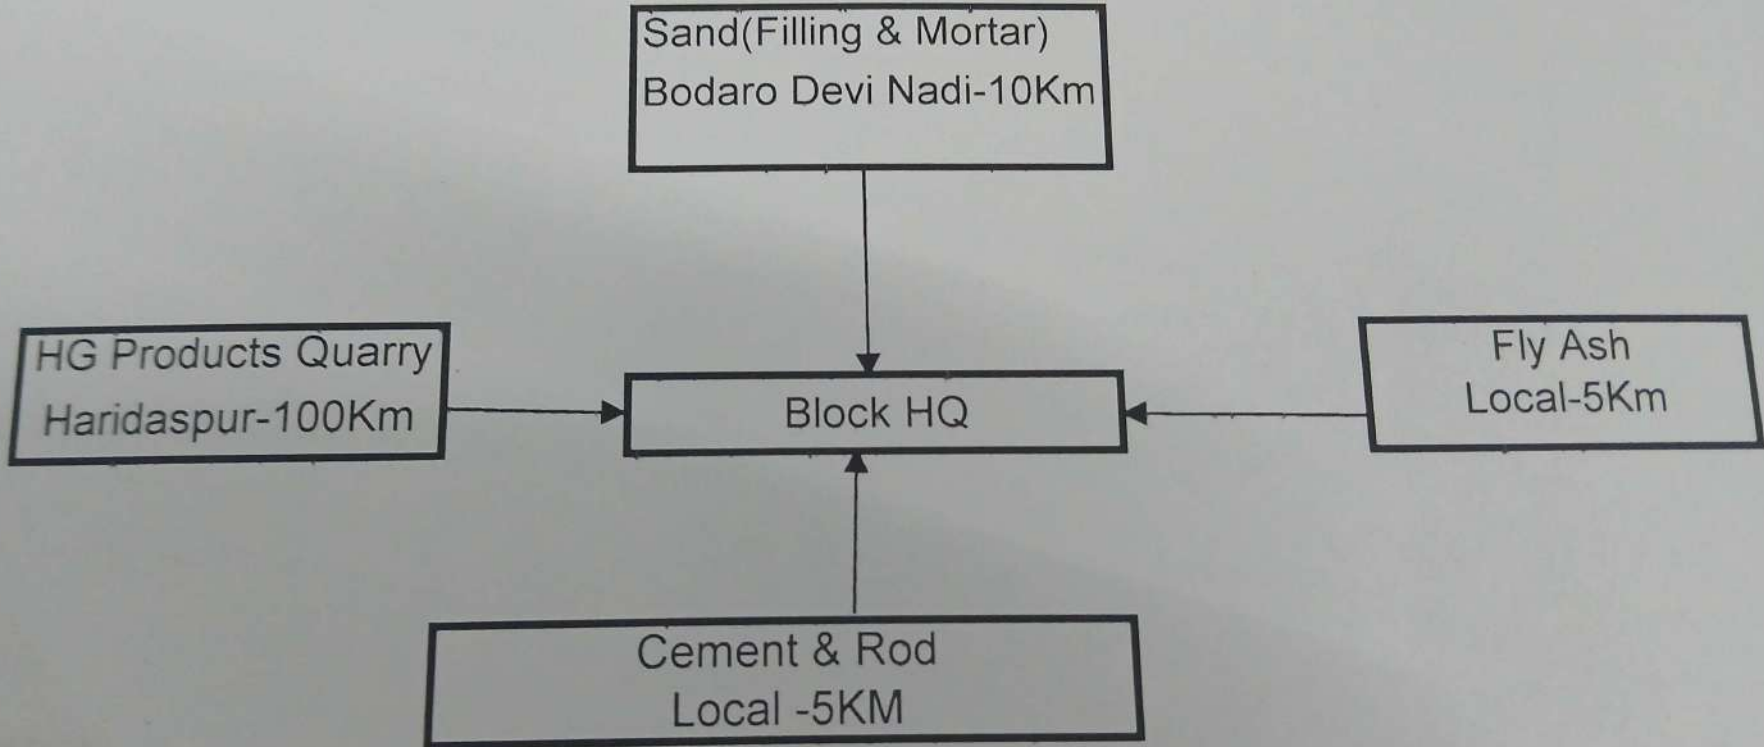 Sand(Filling & Mortar)
Bodaro Devi Nadi-10Km
HG Products Quarry
Haridaspur-100Km
Block HQ
Fly Ash
Local-5Km
Cement & Rod
Local -5KM